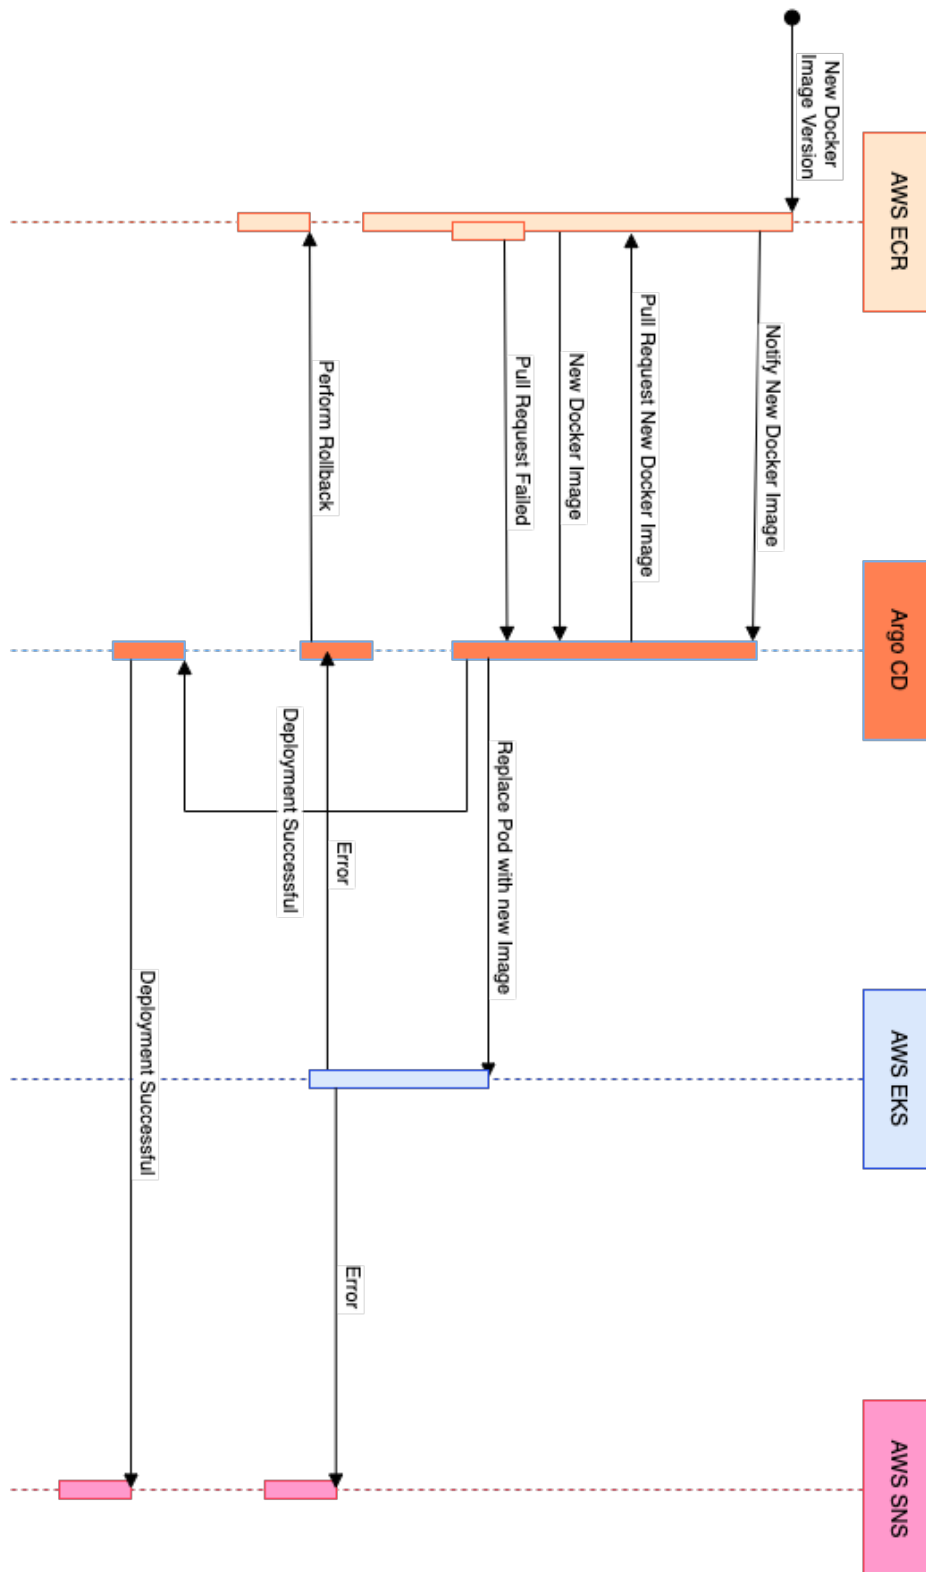 AWS ECR
Argo CD
AWS EKS
AWS SNS
New Docker
Image Version
Notify New Docker Image
Pull Request New Docker Image
New Docker Image
Pull Request Failed
Replace Pod with new Image
Error
Error
Perform Rollback
Deployment Successful
Deployment Successful